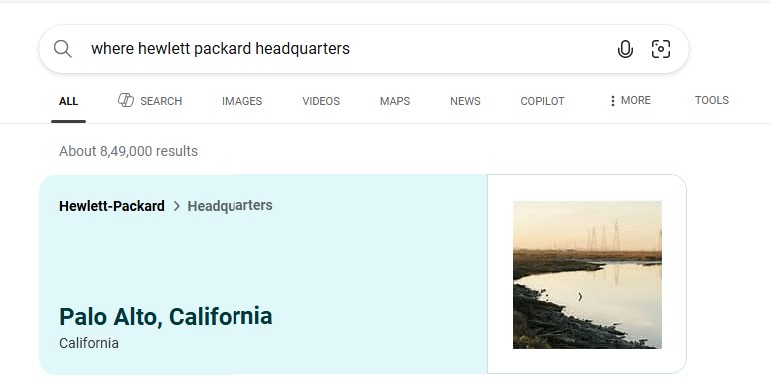 where hewlett packard headquarters
ALL SEARCH IMAGES VIDEOS MAPS NEWS COPILOT MORE TOOLS
About 8,49,000 results
Hewlett-Packard > Headquarters
Palo Alto, California
California